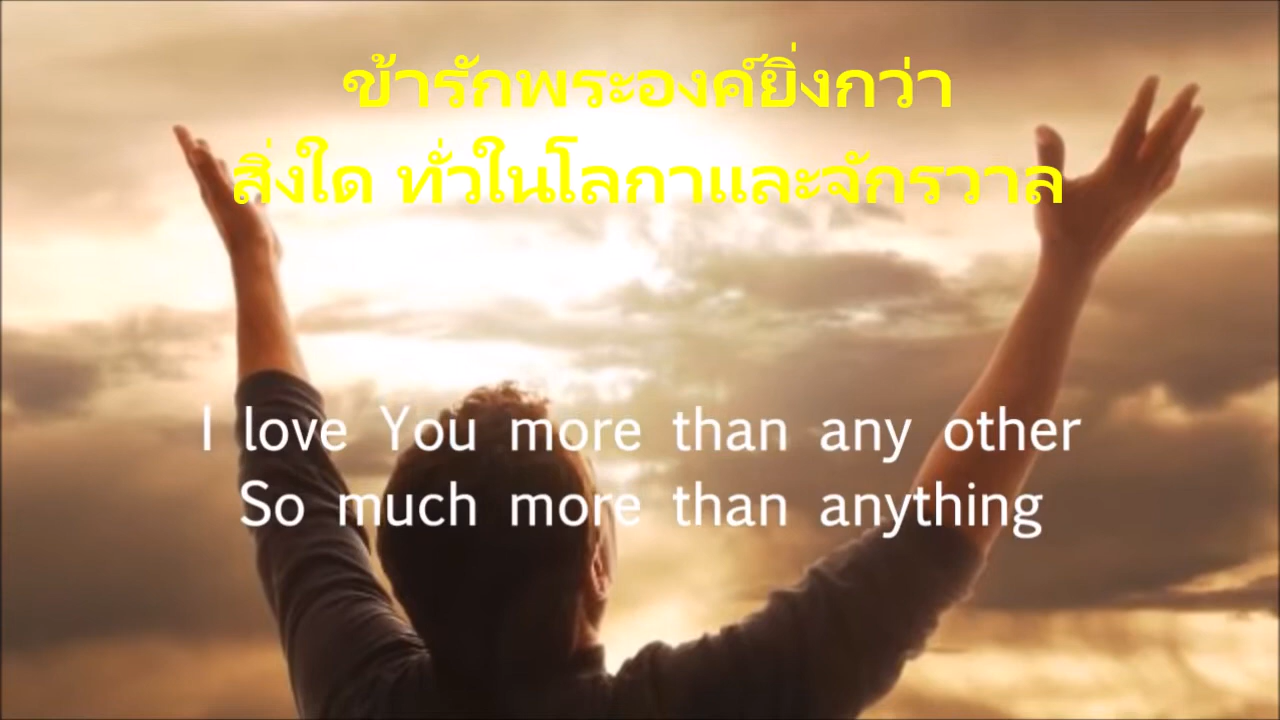 ข้ารักพระองค์ยิ่งกว่า
สิ่งใด ทั่วในโลกาและจักรวาล
I love You more than any other
So much more than anything